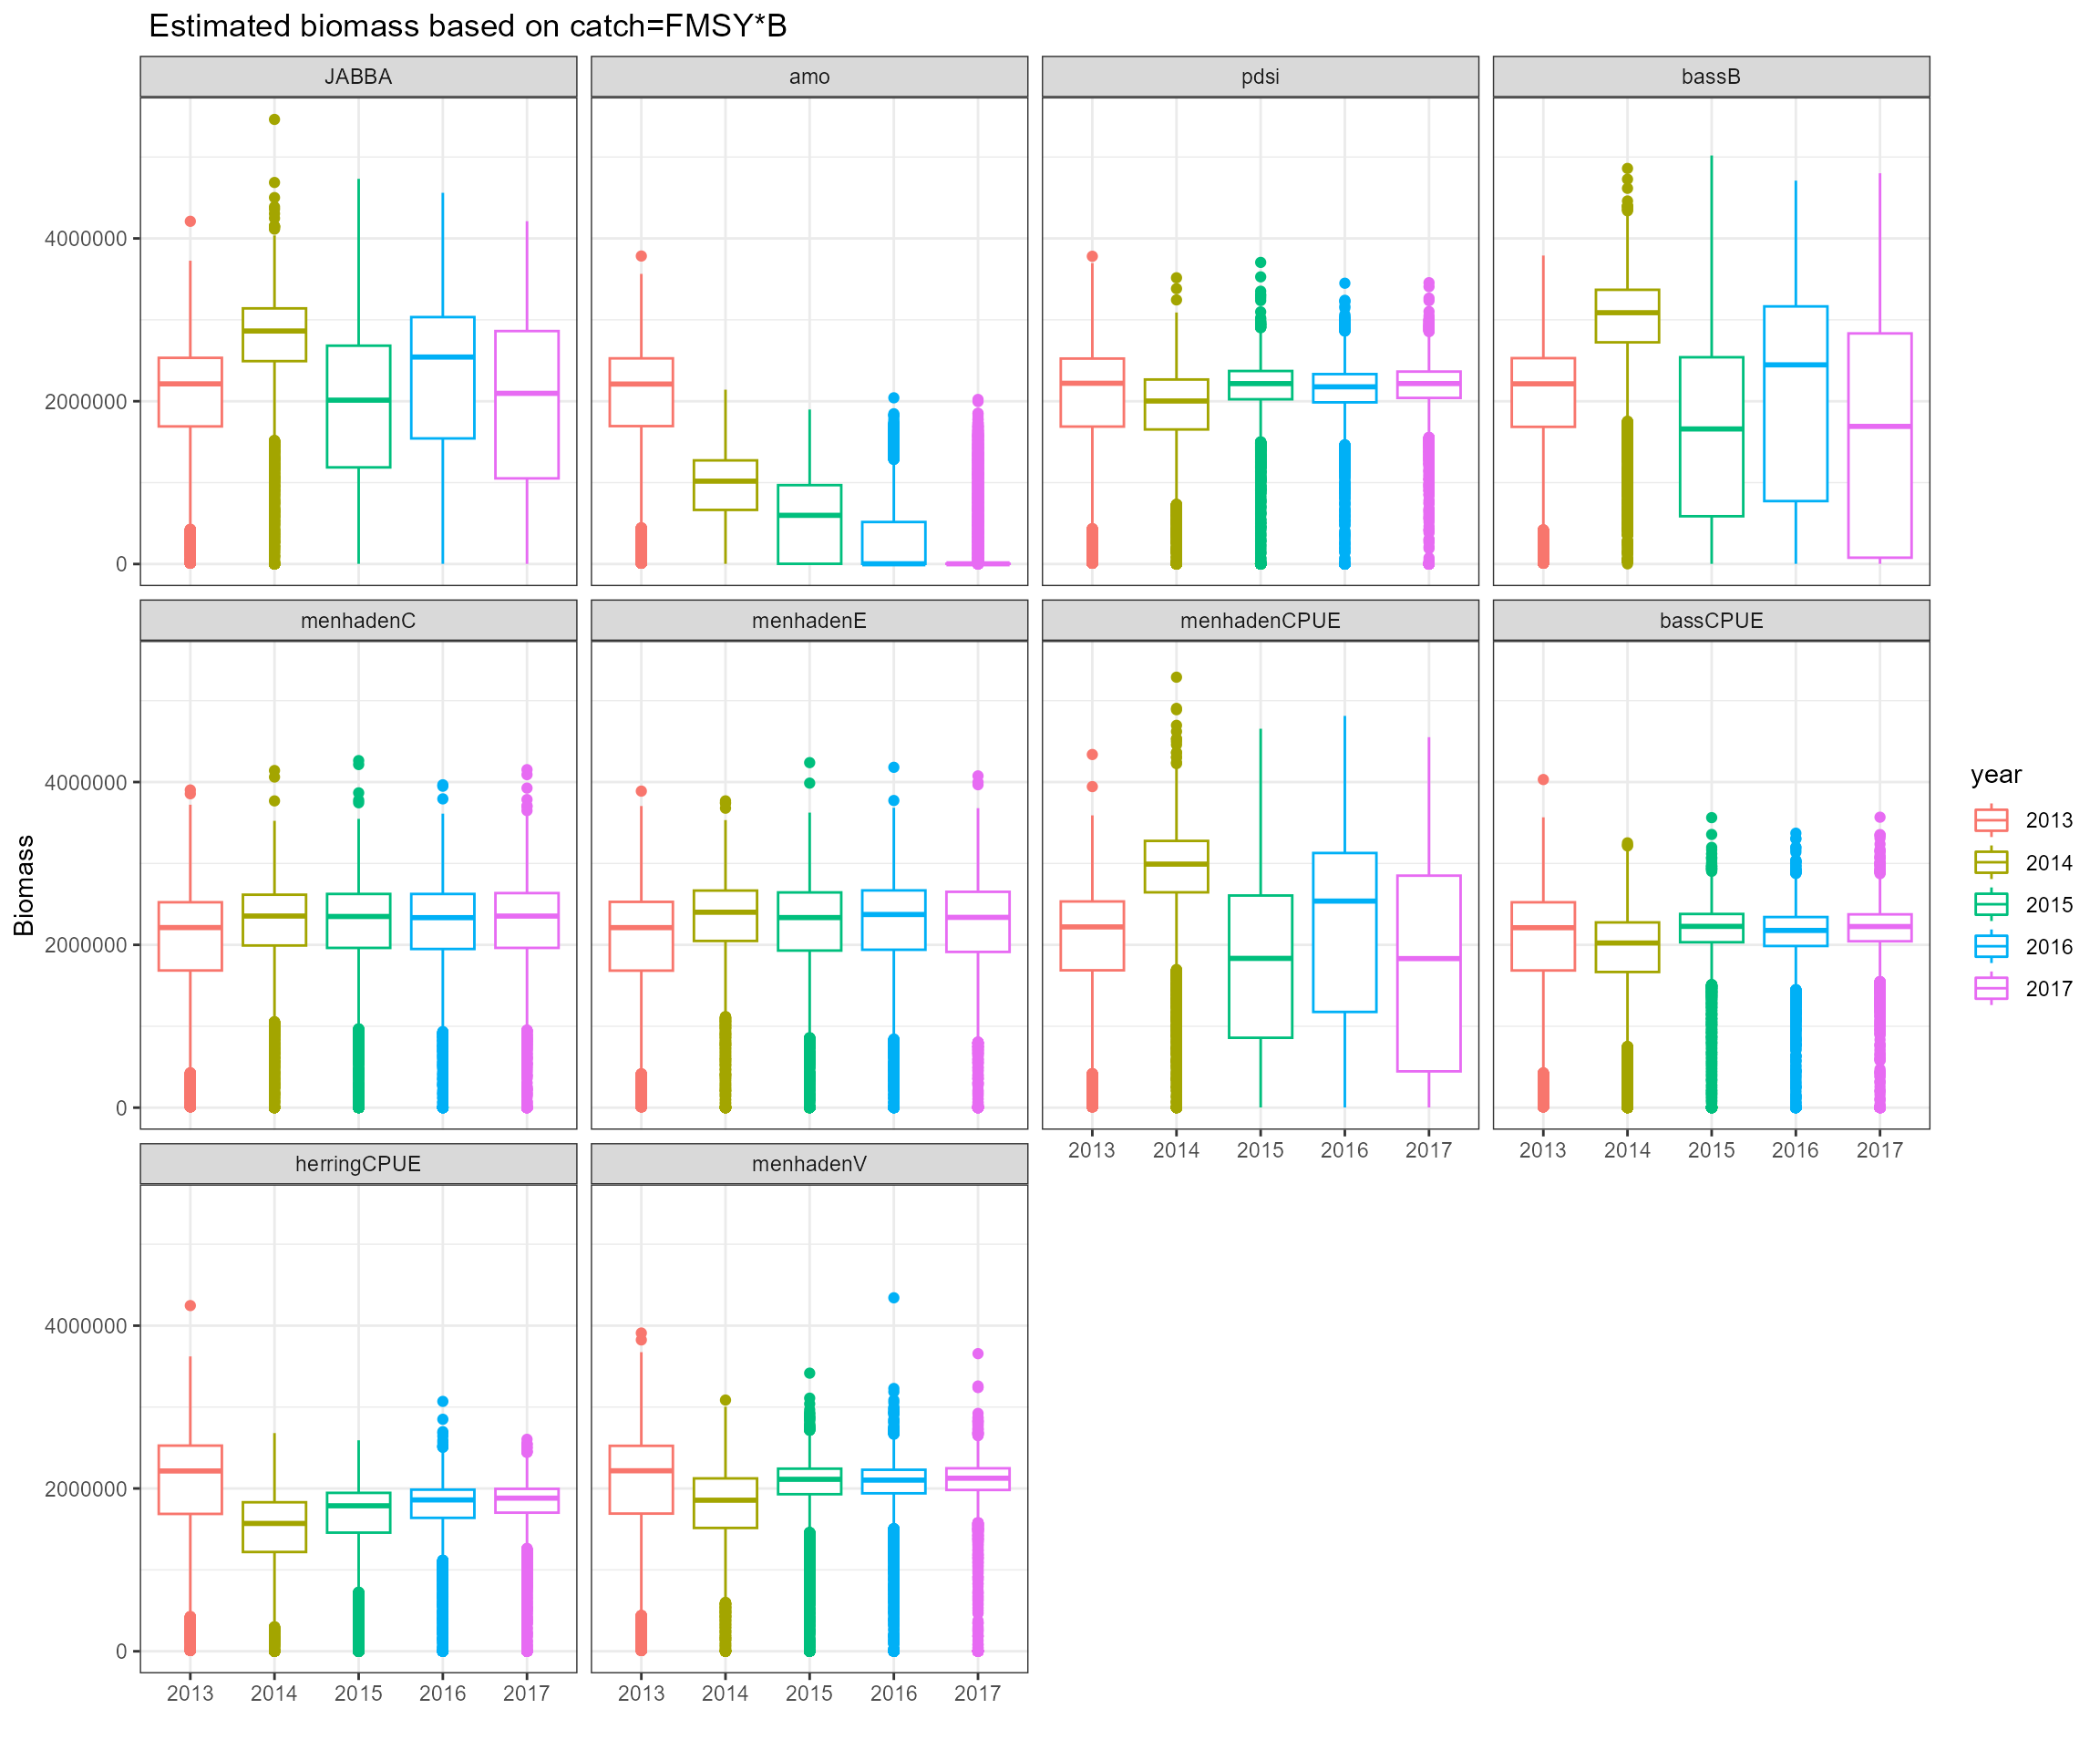 Estimated biomass based on catch=FMSY*B
JABBA amo pdsi bassB
4000000
2000000
0
menhadenC menhadenE menhadenCPUE bassCPUE
4000000
2000000
0
2013 2014 2015 2016 2017 2013 2014 2015 2016 2017
herringCPUE menhadenV
4000000
2000000
0
2013 2014 2015 2016 2017 2013 2014 2015 2016 2017
Biomass
year
2013
2014
2015
2016
2017